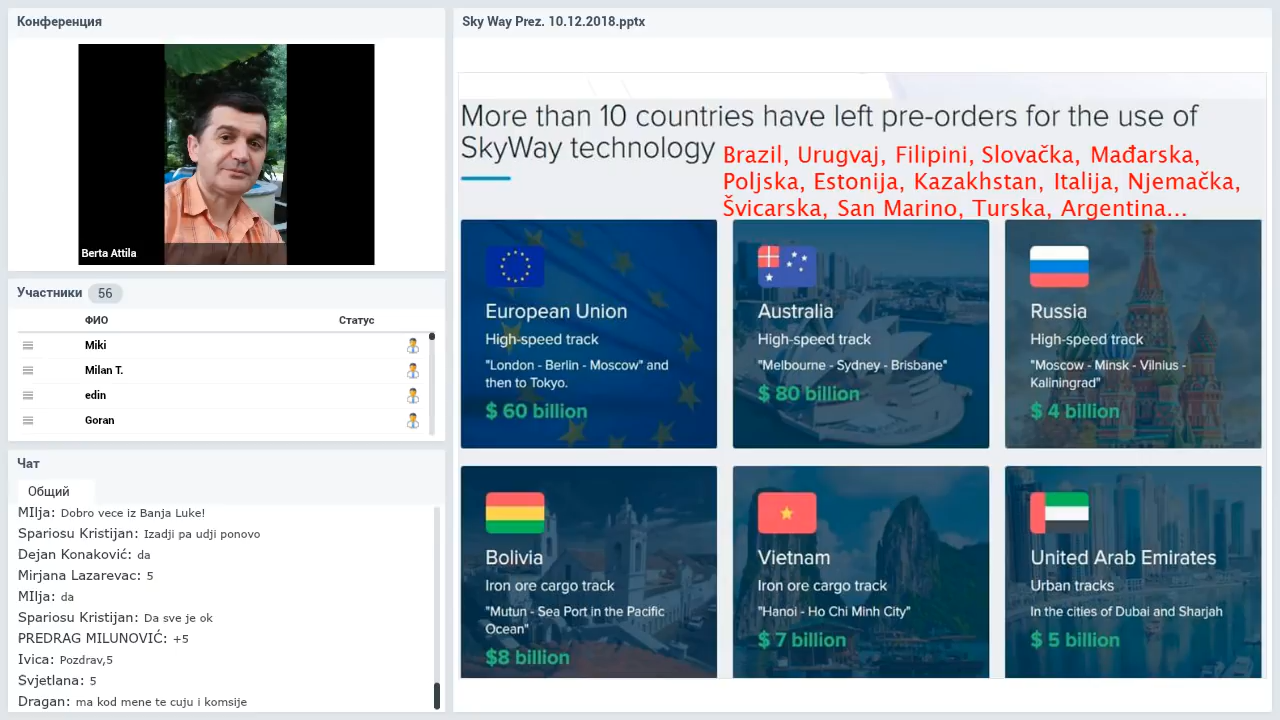 Конференция
Berta Attila
Участники 56
ФИО Статус
Miki
Milan T.
edin
Goran
Чат
Общий
MIlja: Dobro vece iz Banja Luke!
Spariosu Kristijan: Izadji pa udji ponovo
Dejan Konaković: da
Mirjana Lazarevac: 5
MIlja: da
Spariosu Kristijan: Da sve je ok
PREDRAG MILUNOVIĆ: +5
Ivica: Pozdrav,5
Svjetlana: 5
Dragan: ma kod mene te cuju i komsije
Sky Way Prez. 10.12.2018.pptx
More than 10 countries have left pre-orders for the use of
SkyWay technology
Brazil, Urugvaj, Filipini, Slovačka, Mađarska,
Poljska, Estonija, Kazakhstan, Italija, Njemačka,
Švicarska, San Marino, Turska, Argentina...
European Union
High-speed track
"London - Berlin - Moscow" and
then to Tokyo.
$ 60 billion
Australia
High-speed track
"Melbourne - Sydney - Brisbane"
$ 80 billion
Russia
High-speed track
"Moscow - Minsk - Vilnius -
Kaliningrad"
$ 4 billion
Bolivia
Iron ore cargo track
"Mutun - Sea Port in the Pacific
Ocean"
$8 billion
Vietnam
Iron ore cargo track
"Hanoi - Ho Chi Minh City"
$ 7 billion
United Arab Emirates
Urban tracks
In the cities of Dubai and Sharjah
$ 5 billion